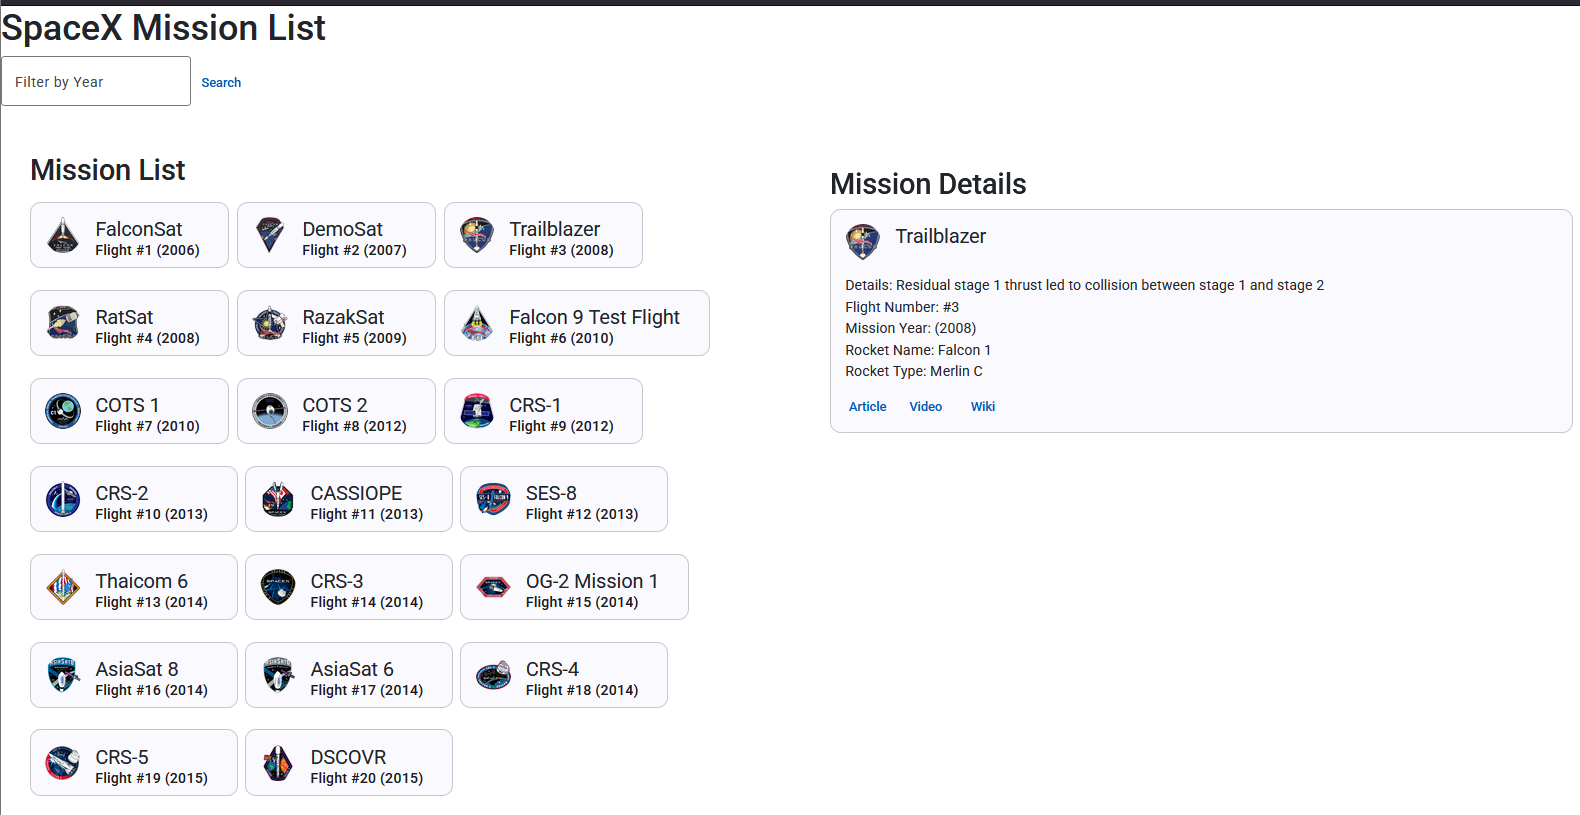 SpaceX Mission List
Filter by Year
Search
Mission List
FalconSat
Flight #1 (2006)
DemoSat
Flight #2 (2007)
Trailblazer
Flight #3 (2008)
RatSat
Flight #4 (2008)
RazakSat
Flight #5 (2009)
Falcon 9 Test Flight
Flight #6 (2010)
COTS 1
Flight #7 (2010)
COTS 2
Flight #8 (2012)
CRS-1
Flight #9 (2012)
CRS-2
Flight #10 (2013)
CASSIOPE
Flight #11 (2013)
SES-8
Flight #12 (2013)
Thaicom 6
Flight #13 (2014)
CRS-3
Flight #14 (2014)
OG-2 Mission 1
Flight #15 (2014)
AsiaSat 8
Flight #16 (2014)
AsiaSat 6
Flight #17 (2014)
CRS-4
Flight #18 (2014)
CRS-5
Flight #19 (2015)
DSCOVR
Flight #20 (2015)
Mission Details
Trailblazer
Details: Residual stage 1 thrust led to collision between stage 1 and stage 2
Flight Number: #3
Mission Year: (2008)
Rocket Name: Falcon 1
Rocket Type: Merlin C
Article
Video
Wiki